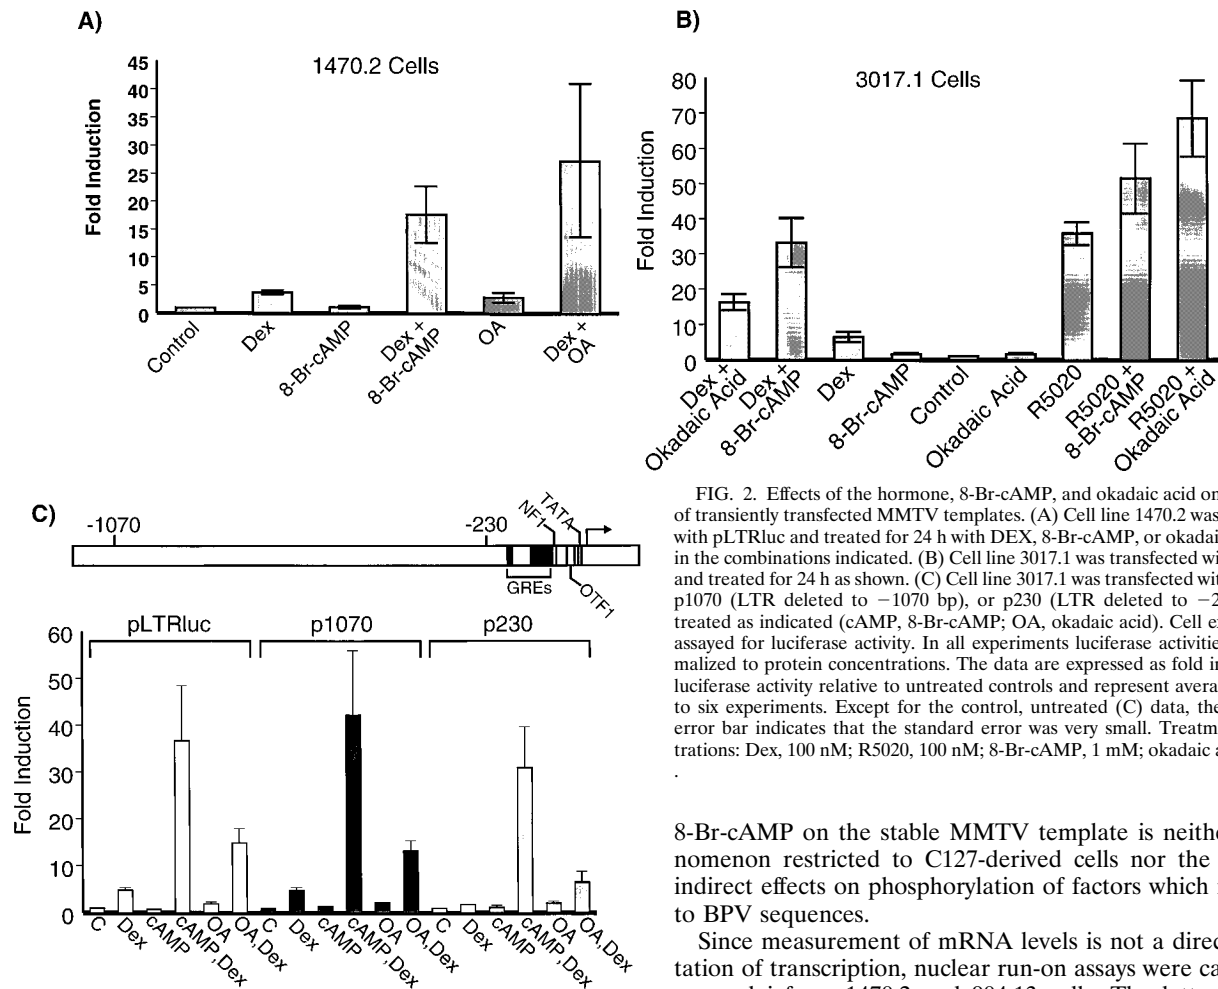 A)
1470.2 Cells
Fold Induction
45
40
35
30
25
20
15
10
5
0
Control
Dex
8-Br-cAMP
Dex +
8-Br-cAMP
OA
Dex +
OA
B)
3017.1 Cells
Fold Induction
80
70
60
50
40
30
20
10
0
Dex +
Okadaic Acid
Dex +
8-Br-cAMP
Dex
8-Br-cAMP
Control
Okadaic Acid
R5020
R5020 +
8-Br-cAMP
R5020 +
Okadaic Acid
C)
-1070
-230
NF1
TATA
GREs
OTF1
pLTRluc
p1070
p230
Fold Induction
60
50
40
30
20
10
0
C
Dex
cAMP
cAMP,Dex
OA
OA,Dex
C
Dex
cAMP
cAMP,Dex
OA
OA,Dex
C
Dex
cAMP
cAMP,Dex
OA
OA,Dex
FIG. 2. Effects of the hormone, 8-Br-cAMP, and okadaic acid on
of transiently transfected MMTV templates. (A) Cell line 1470.2 was
with pLTRluc and treated for 24 h with DEX, 8-Br-cAMP, or okadai
in the combinations indicated. (B) Cell line 3017.1 was transfected wi
and treated for 24 h as shown. (C) Cell line 3017.1 was transfected wit
p1070 (LTR deleted to −1070 bp), or p230 (LTR deleted to −2
treated as indicated (cAMP, 8-Br-cAMP; OA, okadaic acid). Cell e
assayed for luciferase activity. In all experiments luciferase activitie
malized to protein concentrations. The data are expressed as fold in
luciferase activity relative to untreated controls and represent avera
to six experiments. Except for the control, untreated (C) data, the
error bar indicates that the standard error was very small. Treatm
trations: Dex, 100 nM; R5020, 100 nM; 8-Br-cAMP, 1 mM; okadaic a
.
8-Br-cAMP on the stable MMTV template is neithe
nomenon restricted to C127-derived cells nor the
indirect effects on phosphorylation of factors which
to BPV sequences.
Since measurement of mRNA levels is not a direc
tation of transcription, nuclear run-on assays were ca